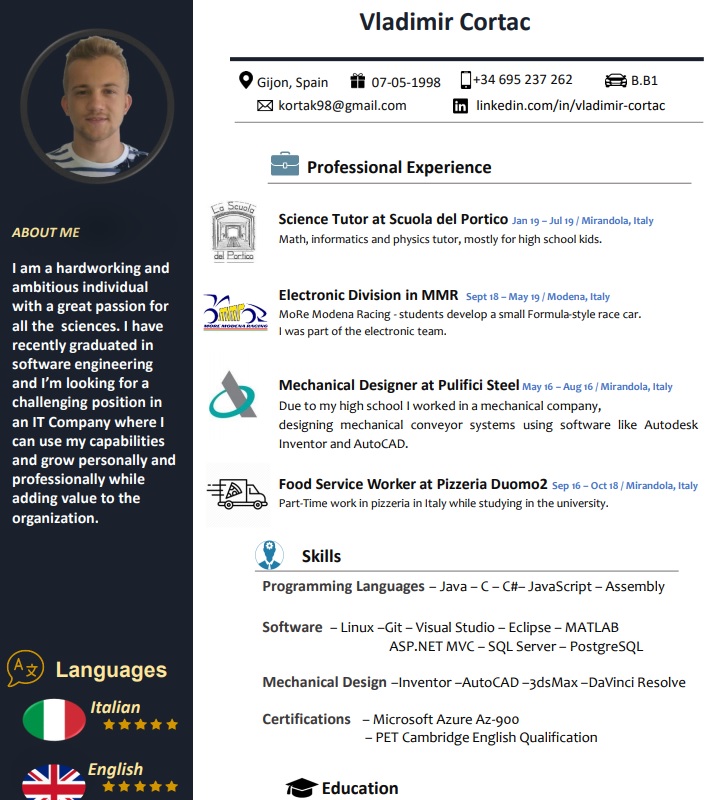 Vladimir Cortac
Gijon, Spain 07-05-1998 +34 695 237 262 B.B1
kortak98@gmail.com linkedin.com/in/vladimir-cortac
ABOUT ME
I am a hardworking and
ambitious individual
with a great passion for
all the sciences. I have
recently graduated in
software engineering
and I'm looking for a
challenging position in
an IT Company where I
can use my capabilities
and grow personally and
professionally while
adding value to the
organization.
Languages
Italian
English
Professional Experience
La Scuola
del Portico
Science Tutor at Scuola del Portico Jan 19 – Jul 19 / Mirandola, Italy
Math, informatics and physics tutor, mostly for high school kids.
MORE MODENA RACING
Electronic Division in MMR Sept 18 – May 19 / Modena, Italy
MoRe Modena Racing - students develop a small Formula-style race car.
I was part of the electronic team.
Mechanical Designer at Pulifici Steel May 16 – Aug 16 / Mirandola, Italy
Due to my high school I worked in a mechanical company,
designing mechanical conveyor systems using software like Autodesk
Inventor and AutoCAD.
Food Service Worker at Pizzeria Duomo2 Sep 16 – Oct 18 / Mirandola, Italy
Part-Time work in pizzeria in Italy while studying in the university.
Skills
Programming Languages – Java – C – C#– JavaScript – Assembly
Software – Linux –Git – Visual Studio – Eclipse – MATLAB
ASP.NET MVC – SQL Server – PostgreSQL
Mechanical Design –Inventor –AutoCAD –3dsMax –DaVinci Resolve
Certifications – Microsoft Azure Az-900
– PET Cambridge English Qualification
Education